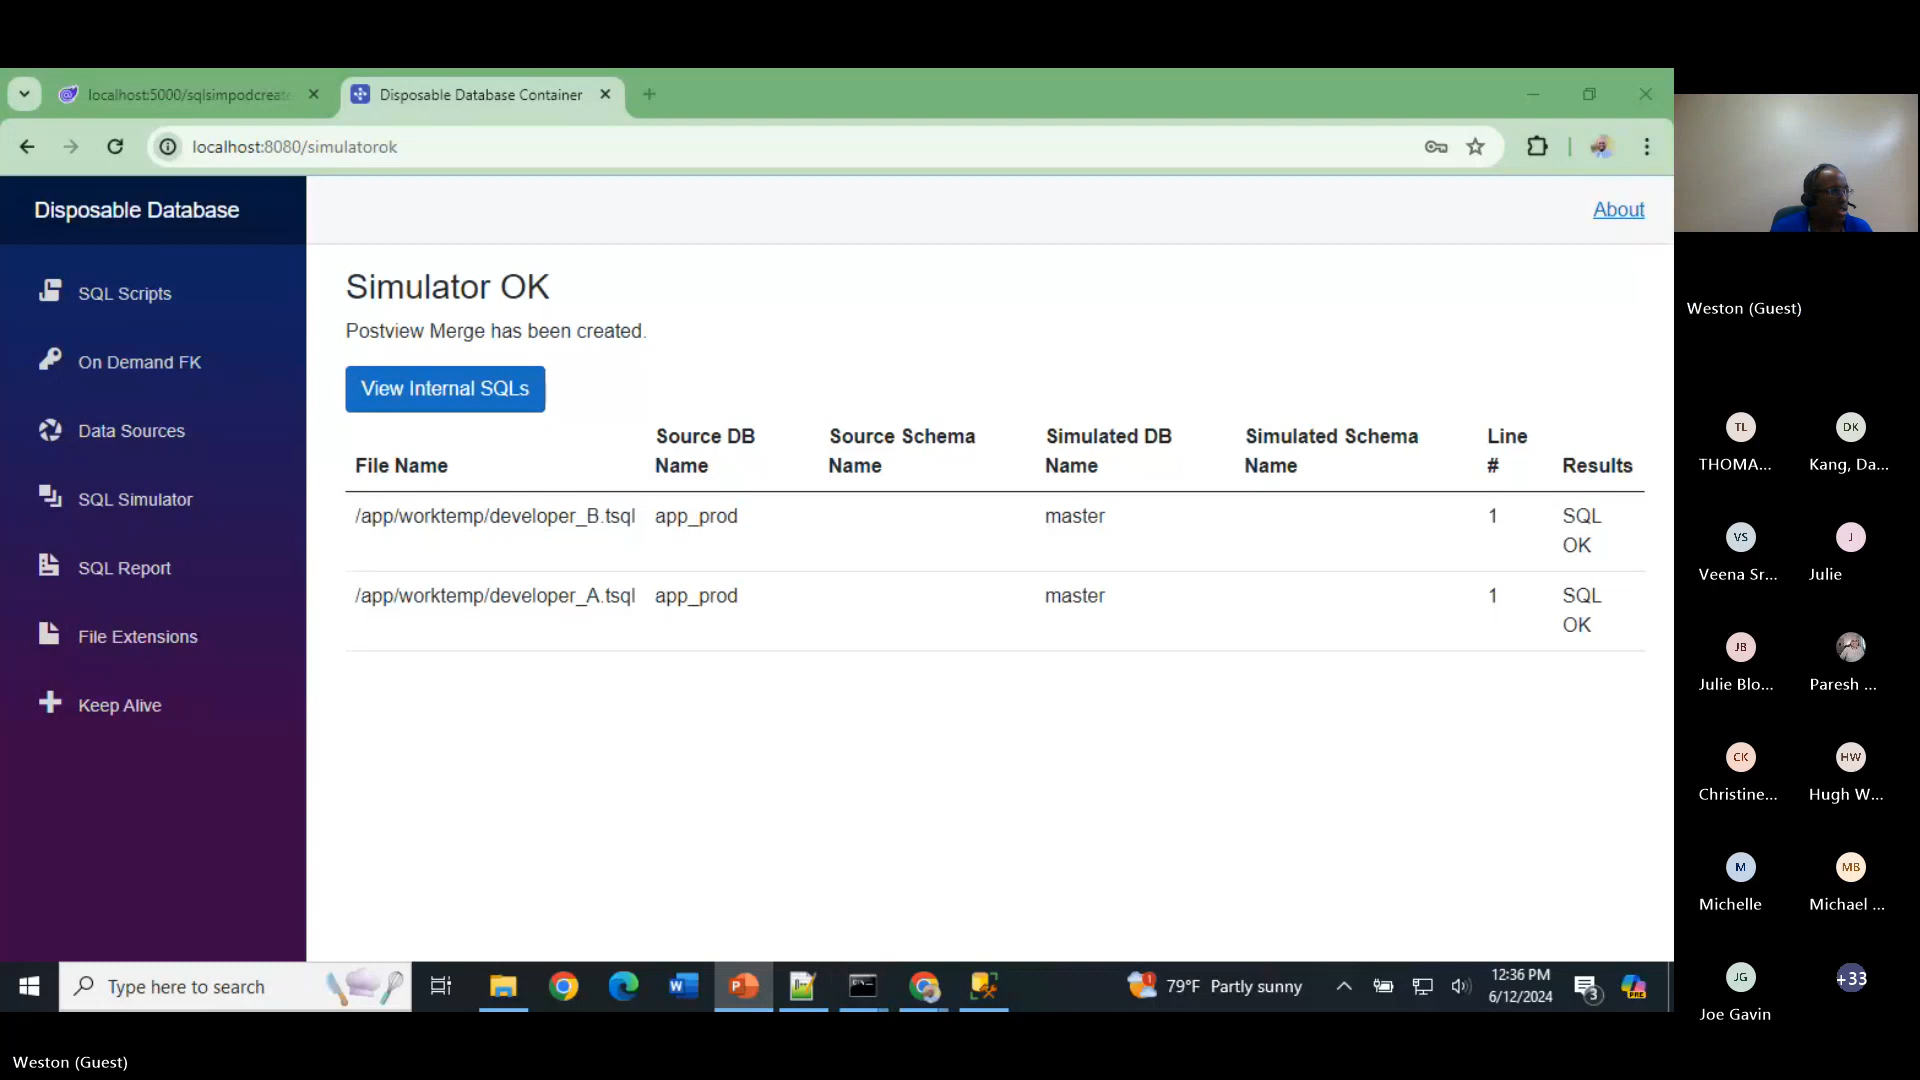 localhost:5000/sqlsimpodcreate
Disposable Database Container
localhost:8080/simulatorok
Disposable Database
About
SQL Scripts
On Demand FK
Data Sources
SQL Simulator
SQL Report
File Extensions
Keep Alive
Simulator OK
Postview Merge has been created.
View Internal SQLs
File Name
Source DB Name
Source Schema Name
Simulated DB Name
Simulated Schema Name
Line #
Results
/app/worktemp/developer_B.tsql app_prod master 1 SQL OK
/app/worktemp/developer_A.tsql app_prod master 1 SQL OK
Type here to search
79°F Partly sunny
12:36 PM
6/12/2024
3
Weston (Guest)
TL
THOMA...
DK
Kang, Da...
VS
Veena Sr...
J
Julie
JB
Julie Blo...
Paresh ...
CK
Christine...
HW
Hugh W...
M
Michelle
MB
Michael ...
JG
Joe Gavin
+33
Weston (Guest)